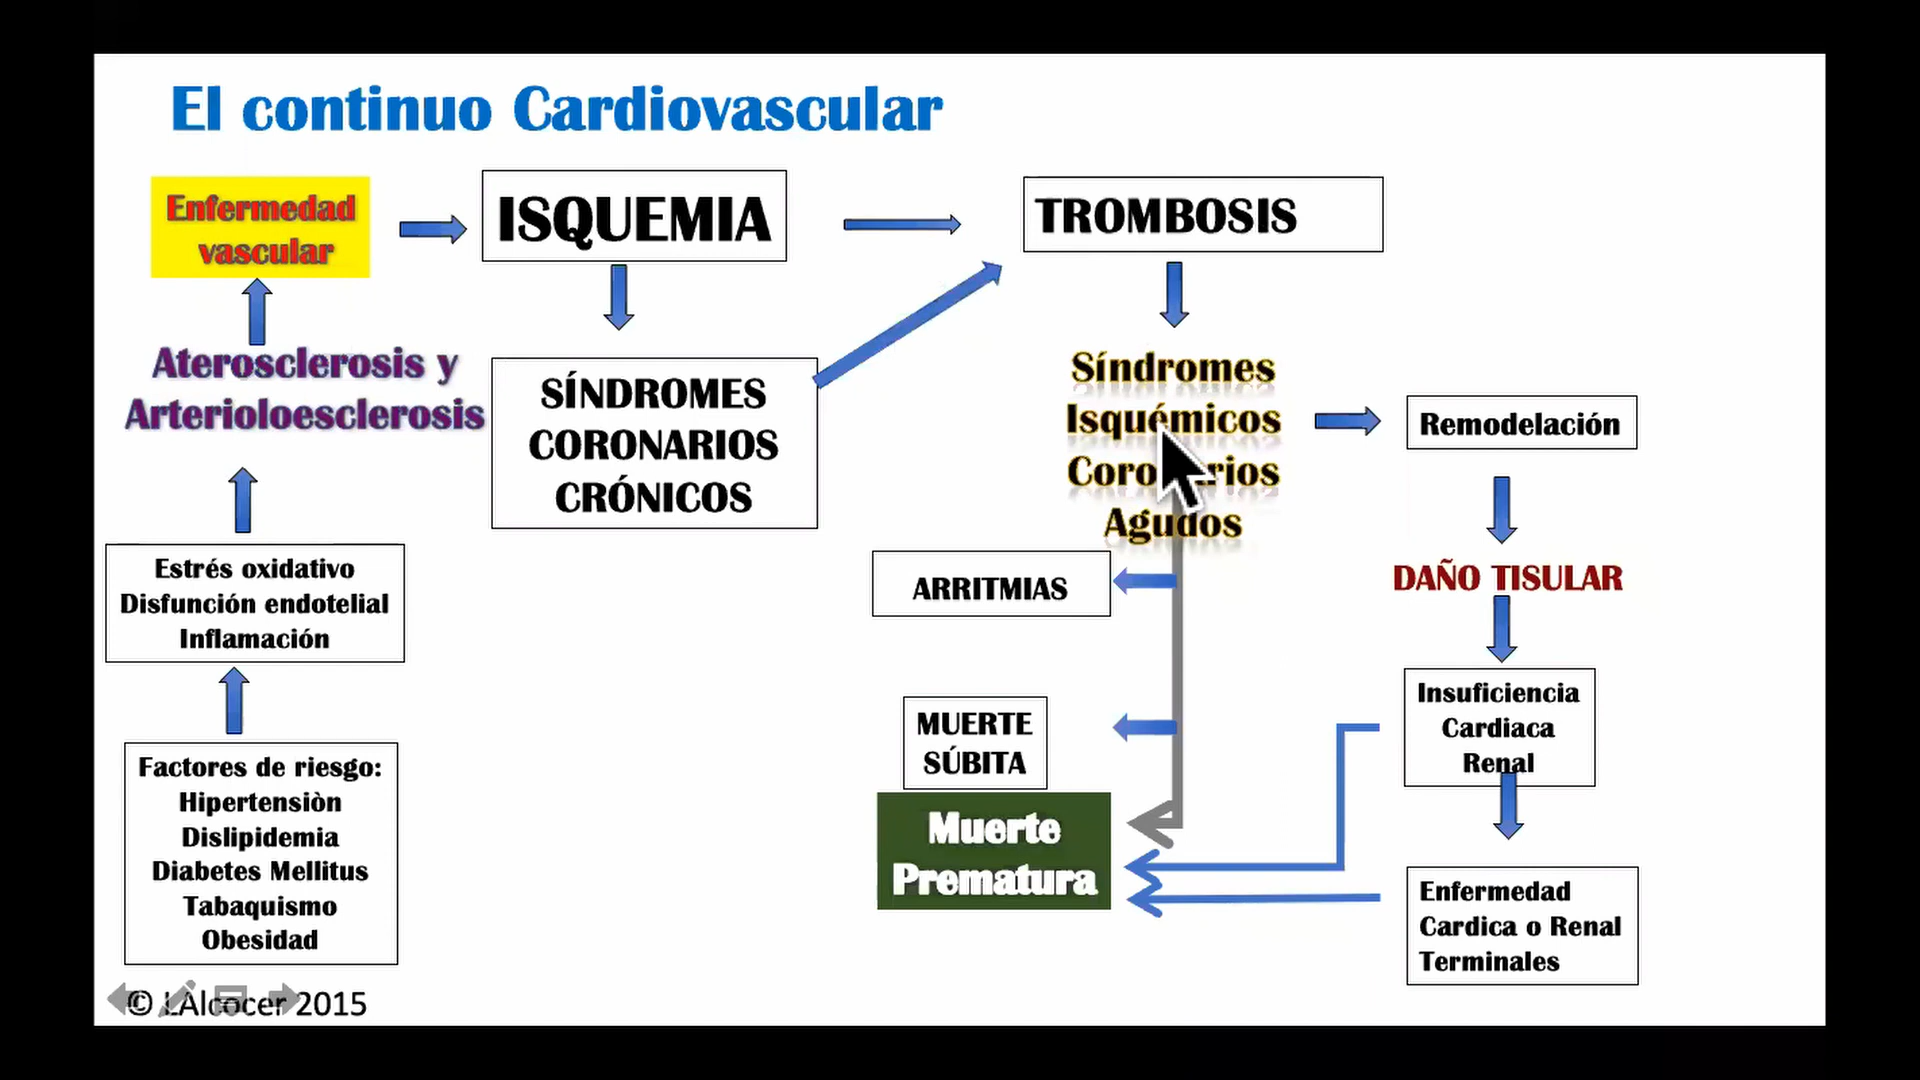 El continuo Cardiovascular
Enfermedad
vascular
ISQUEMIA
TROMBOSIS
Aterosclerosis y
Arterioloesclerosis
SÍNDROMES
CORONARIOS
CRÓNICOS
Síndromes
Isquémicos
Coronarios
Agudos
Remodelación
Estrés oxidativo
Disfunción endotelial
Inflamación
ARRITMIAS
DAÑO TISULAR
Factores de riesgo:
Hipertensiòn
Dislipidemia
Diabetes Mellitus
Tabaquismo
Obesidad
MUERTE
SÚBITA
Insuficiencia
Cardiaca
Renal
Muerte
Prematura
Enfermedad
Cardica o Renal
Terminales
© LAlcocer 2015